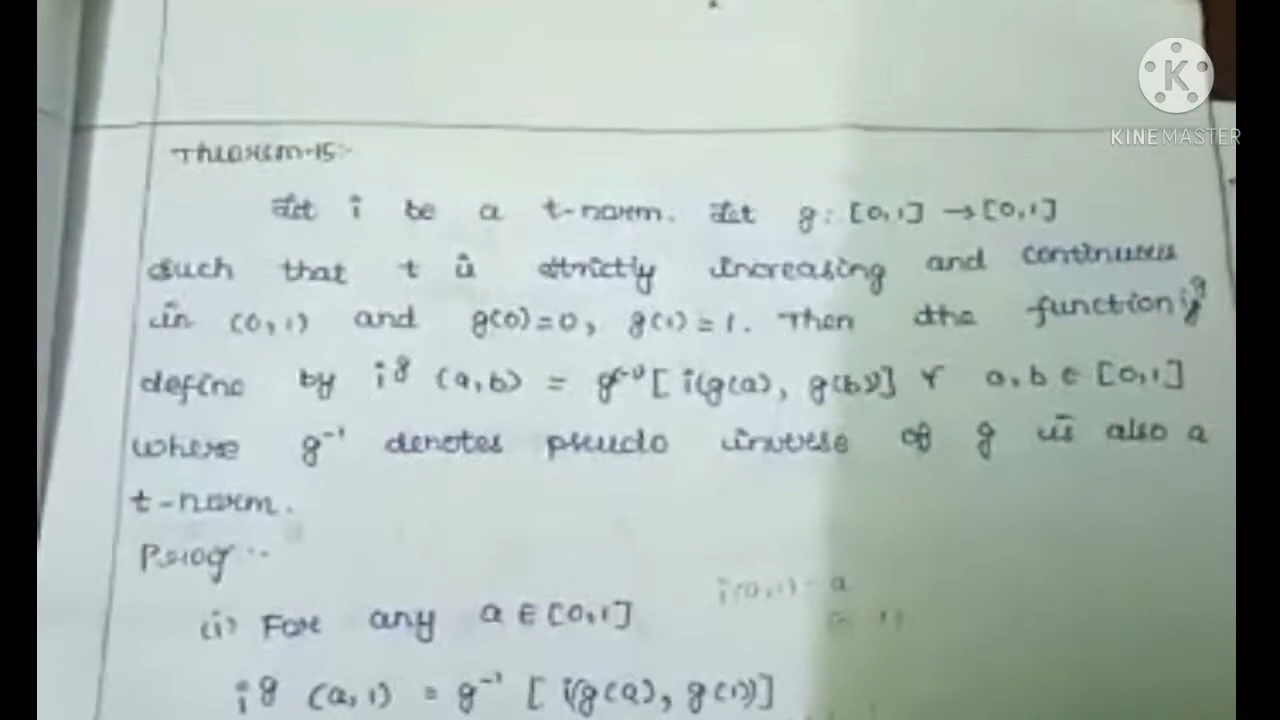 KINEMASTER
Theorem-15:-
Let i be a t-norm. Let g: [0,1] → [0,1]
such that t is strictly increasing and continuous
in (0,1) and g(0)=0, g(1)=1. Then the function i^g
define by i^g (a,b) = g^(-1)[ i(g(a), g(b))] ∀ a,b ∈ [0,1]
where g^-1 denotes pseudo inverse of g is also a
t-norm.
Proof :-
i(a,1) = a
(i) For any a ∈ [0,1]
i^g (a,1) = g^-1 [ i(g(a), g(1))]